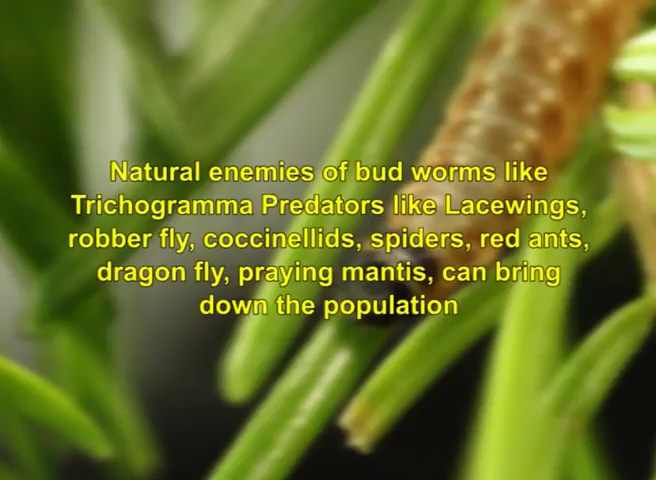 Natural enemies of bud worms like
Trichogramma Predators like Lacewings,
robber fly, coccinellids, spiders, red ants,
dragon fly, praying mantis, can bring
down the population